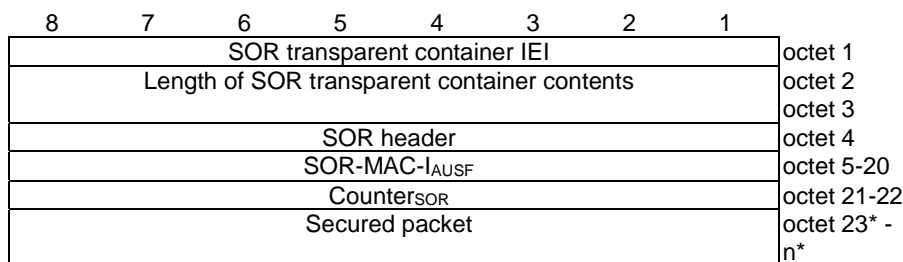 8 7 6 5 4 3 2 1
SOR transparent container IEI octet 1
Length of SOR transparent container contents octet 2
octet 3
SOR header octet 4
SOR-MAC-I_AUSF octet 5-20
Counter_SOR octet 21-22
Secured packet octet 23* -
n*